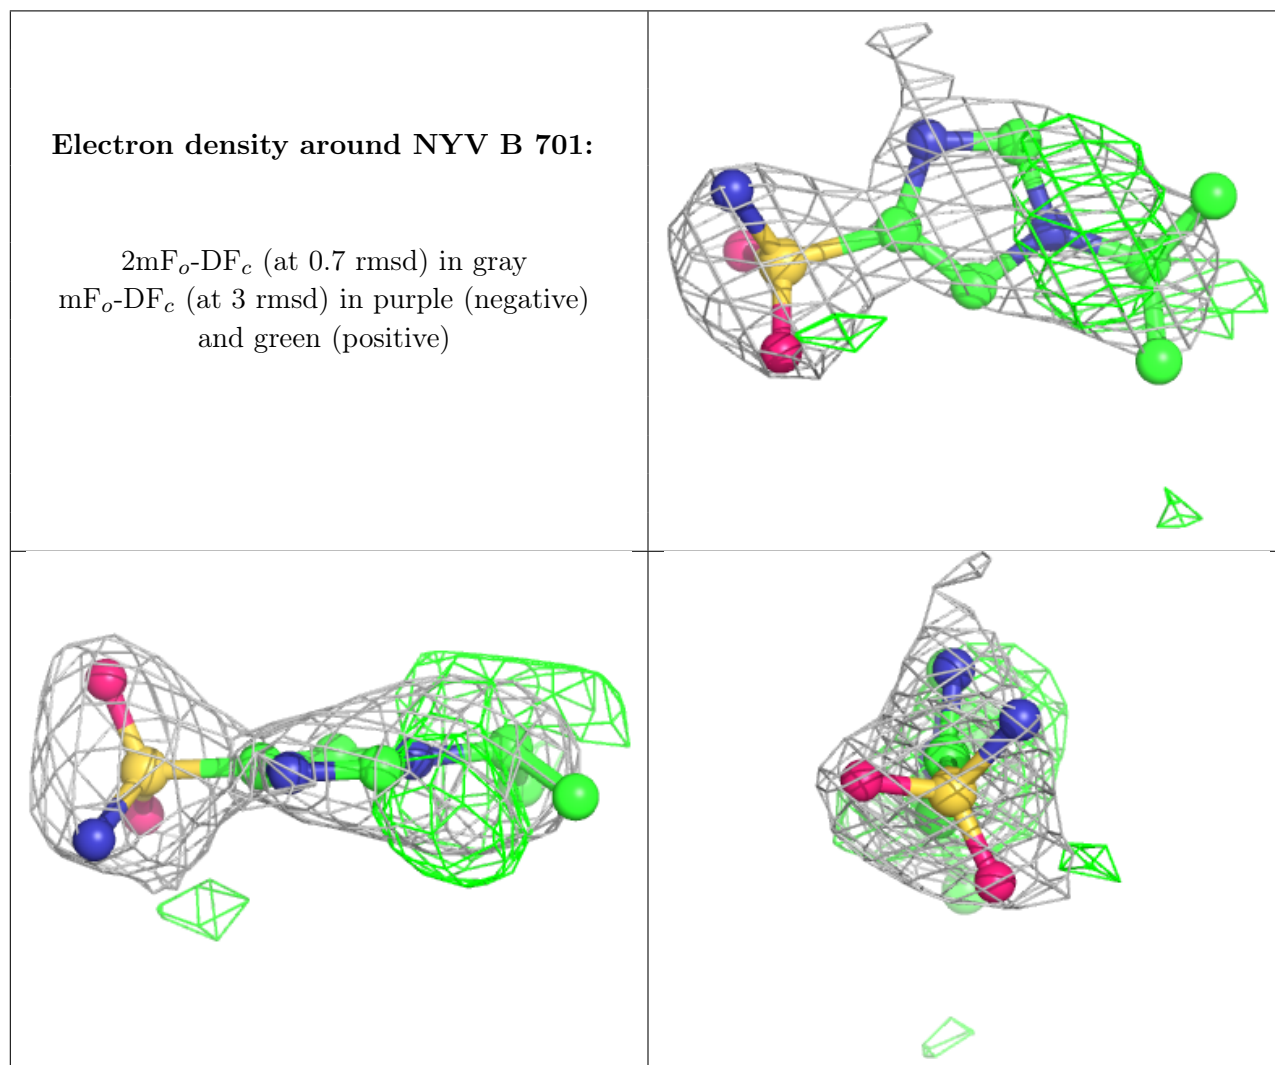 Electron density around NYV B 701:
2mFo-DFc (at 0.7 rmsd) in gray
mFo-DFc (at 3 rmsd) in purple (negative)
and green (positive)